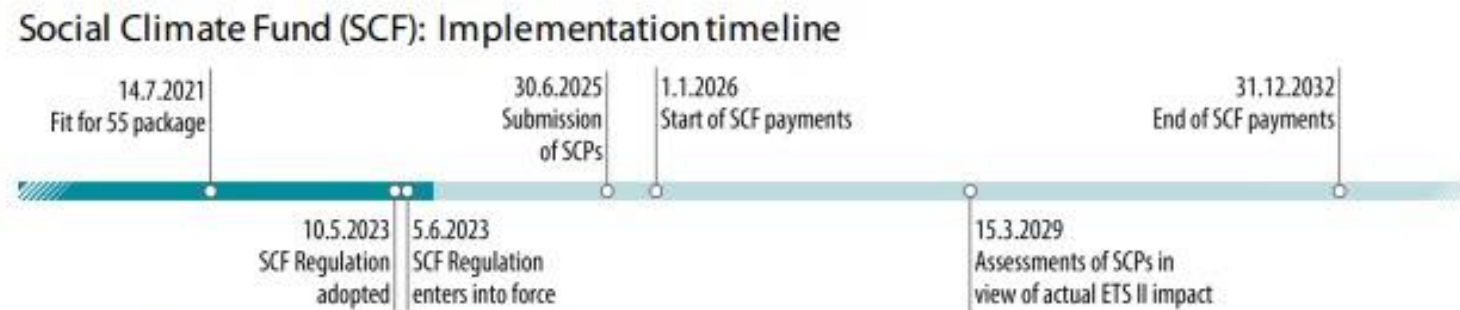 Social Climate Fund (SCF): Implementation timeline
14.7.2021
Fit for 55 package
30.6.2025
Submission
of SCPs
1.1.2026
Start of SCF payments
31.12.2032
End of SCF payments
10.5.2023
SCF Regulation
adopted
5.6.2023
SCF Regulation
enters into force
15.3.2029
Assessments of SCPs in
view of actual ETS II impact